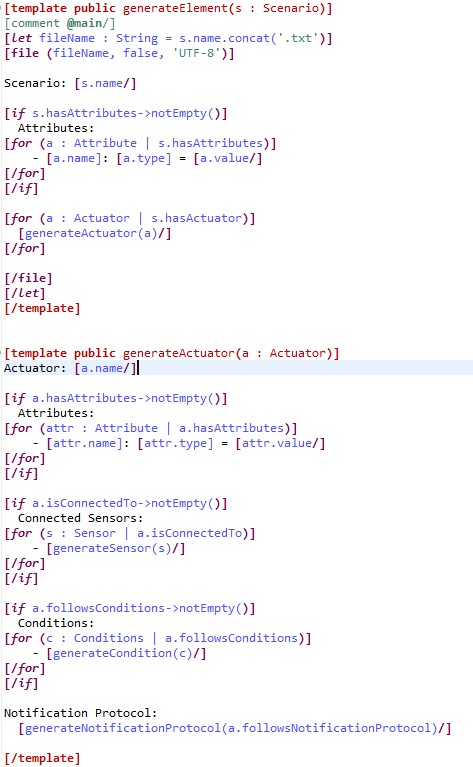 [template public generateElement(s : Scenario)]
[comment @main/]
[let fileName : String = s.name.concat('.txt')]
[file (fileName, false, 'UTF-8')]

Scenario: [s.name/]

[if s.hasAttributes->notEmpty()]
  Attributes:
[for (a : Attribute | s.hasAttributes)]
    - [a.name]: [a.type] = [a.value/]
[/for]
[/if]

[for (a : Actuator | s.hasActuator)]
  [generateActuator(a)/]
[/for]

[/file]
[/let]
[/template]

[template public generateActuator(a : Actuator)]
Actuator: [a.name/]

[if a.hasAttributes->notEmpty()]
  Attributes:
[for (attr : Attribute | a.hasAttributes)]
    - [attr.name]: [attr.type] = [attr.value/]
[/for]
[/if]

[if a.isConnectedTo->notEmpty()]
  Connected Sensors:
[for (s : Sensor | a.isConnectedTo)]
    - [generateSensor(s)/]
[/for]
[/if]

[if a.followsConditions->notEmpty()]
  Conditions:
[for (c : Conditions | a.followsConditions)]
    - [generateCondition(c)/]
[/for]
[/if]

Notification Protocol:
  [generateNotificationProtocol(a.followsNotificationProtocol)/]

[/template]